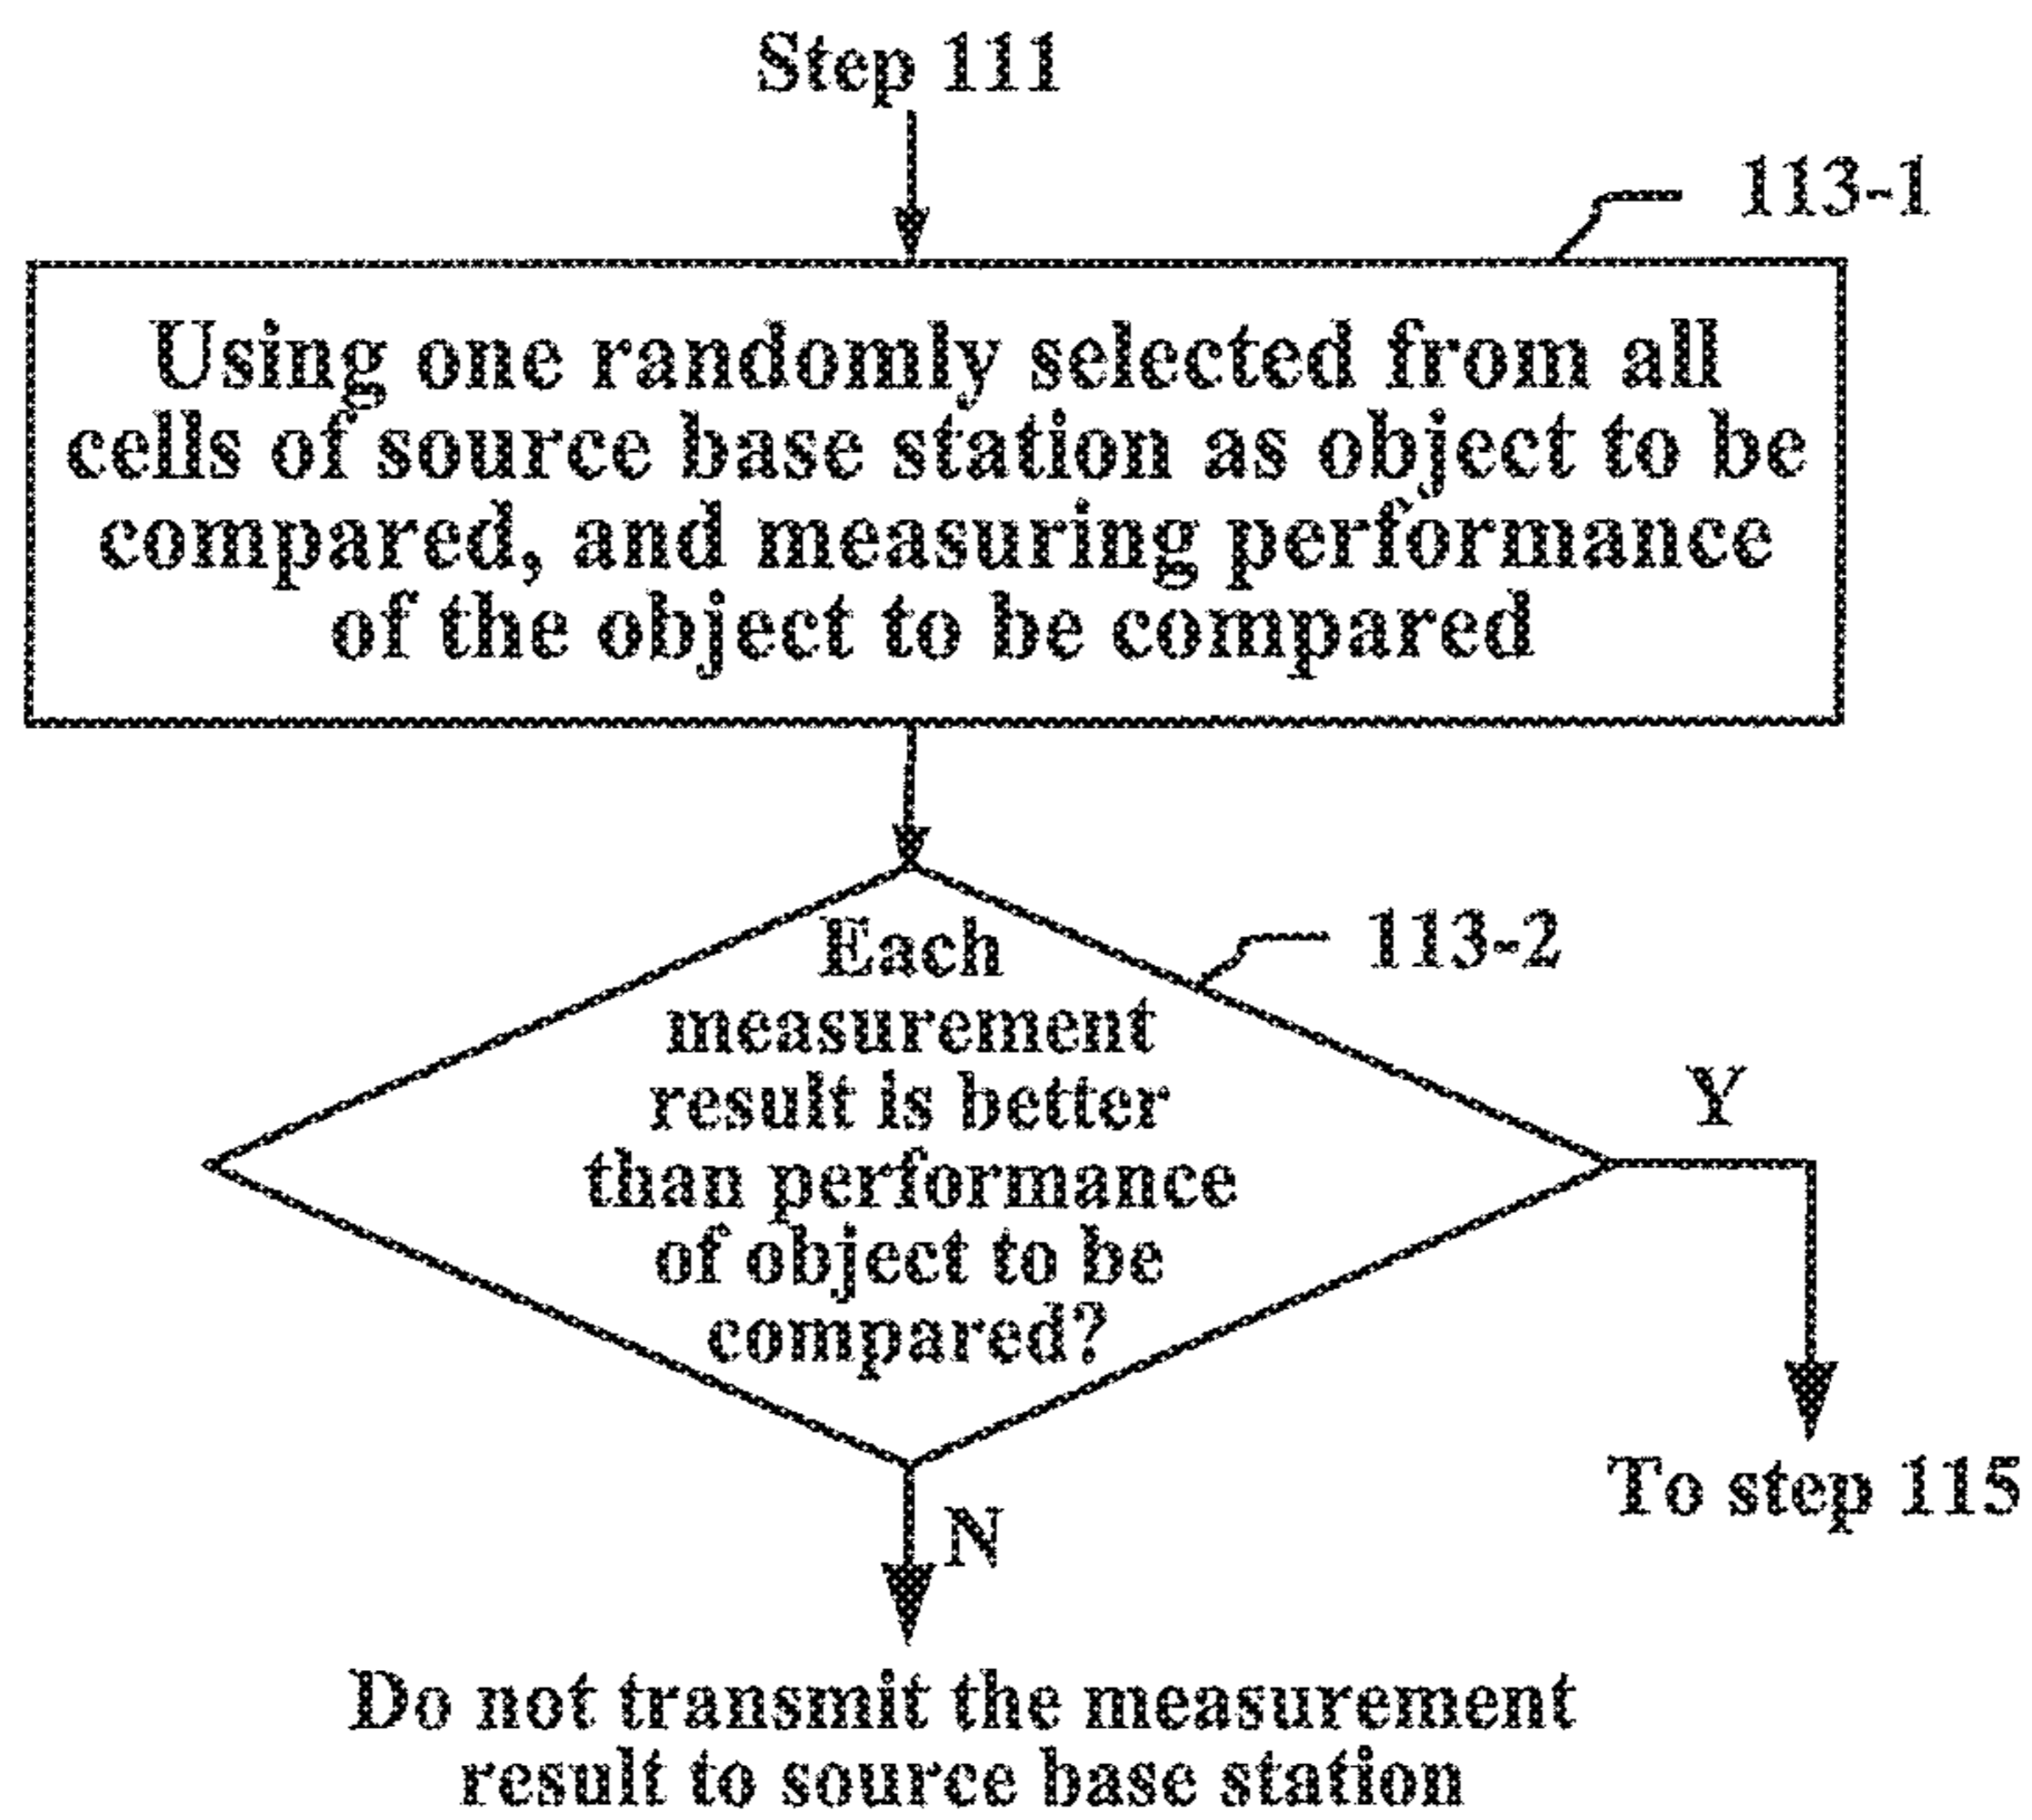 Step 111
113-1
Using one randomly selected from all
cells of source base station as object to be
compared, and measuring performance
of the object to be compared
Each
113-2
measurement
result is better
than performance
of object to be
compared?
Y
To step 115
N
Do not transmit the measurement
result to source base station